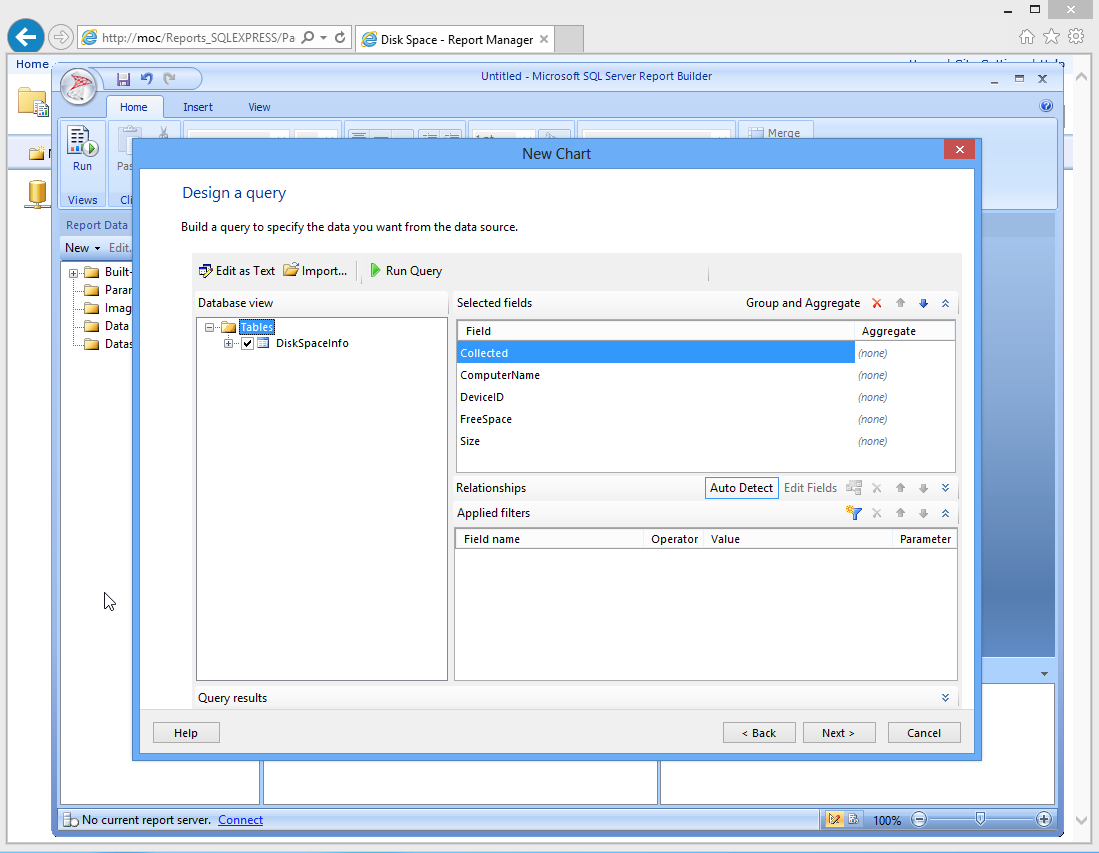 http://moc/Reports_SQLEXPRESS/Pa
Disk Space - Report Manager
Home
Untitled - Microsoft SQL Server Report Builder
Home Insert View
Run
Merge
Views
New Chart
Report Data
New Edit.
Built-
Parar
Imag
Data
Datas
Design a query
Build a query to specify the data you want from the data source.
Edit as Text Import... Run Query
Database view
Tables
DiskSpaceInfo
Selected fields Group and Aggregate
Field Aggregate
Collected (none)
ComputerName (none)
DeviceID (none)
FreeSpace (none)
Size (none)
Relationships Auto Detect Edit Fields
Applied filters
Field name Operator Value Parameter
Query results
Help < Back Next > Cancel
No current report server. Connect
100%